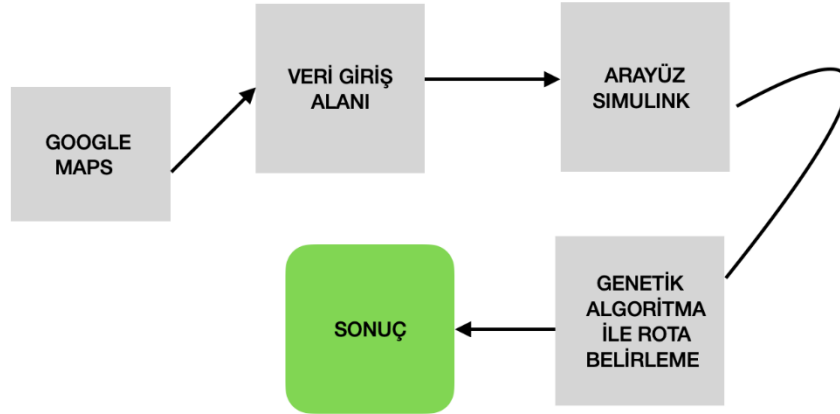 GOOGLE
MAPS
VERİ GİRİŞ
ALANI
ARAYÜZ
SIMULINK
GENETİK
ALGORİTMA
İLE ROTA
BELİRLEME
SONUÇ